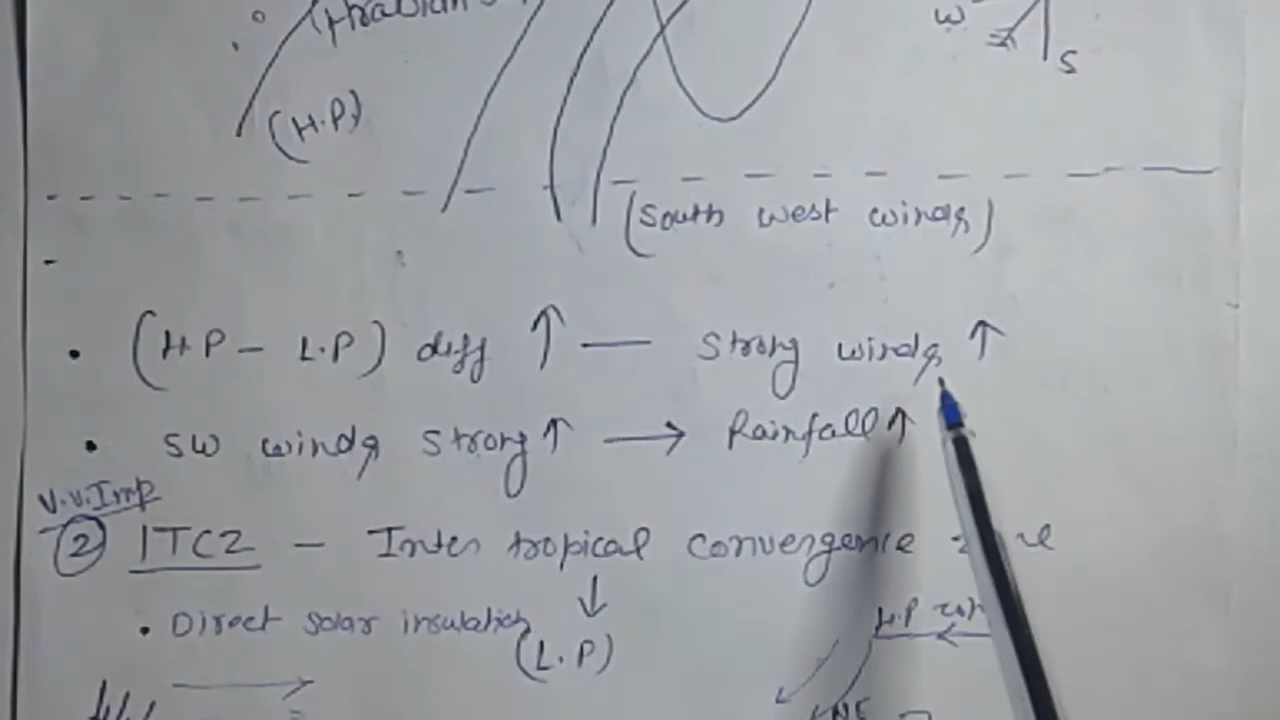 W
S
(H.P)
(South west winds)
• (H.P - L.P) diff ↑ — Strong winds ↑
• SW winds strong ↑ → Rainfall ↑
V.V.Imp
② ITCZ - Inter tropical convergence
• Direct solar insulation ↓
(L.P)
H.P
NE